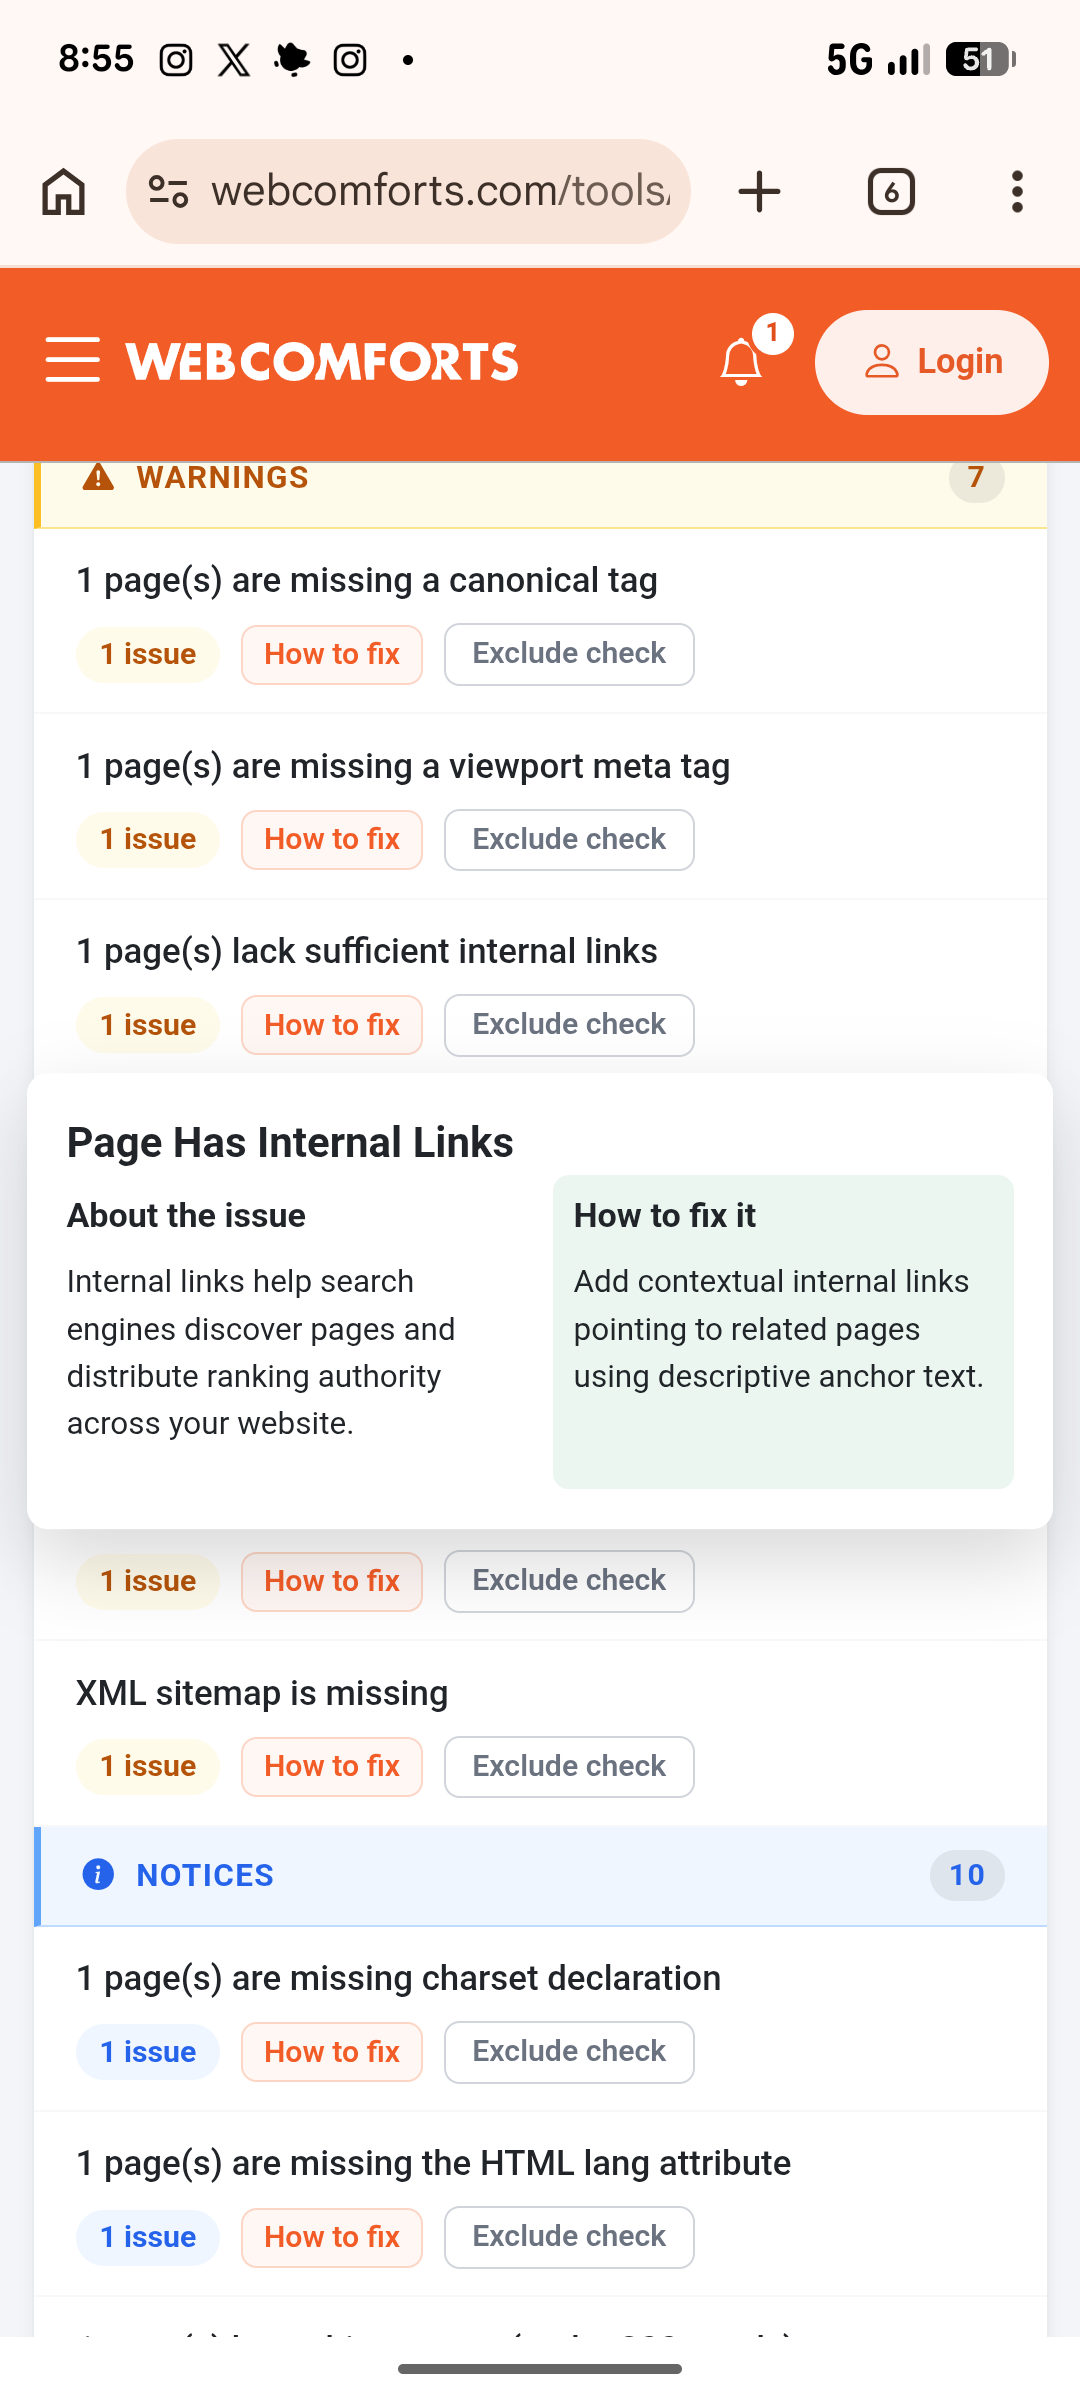 8:55
5G
51
webcomforts.com/tools/
6
WEBCOMFORTS
1
Login
WARNINGS
7
1 page(s) are missing a canonical tag
1 issue How to fix Exclude check
1 page(s) are missing a viewport meta tag
1 issue How to fix Exclude check
1 page(s) lack sufficient internal links
1 issue How to fix Exclude check
Page Has Internal Links
About the issue
Internal links help search
engines discover pages and
distribute ranking authority
across your website.
How to fix it
Add contextual internal links
pointing to related pages
using descriptive anchor text.
1 issue How to fix Exclude check
XML sitemap is missing
1 issue How to fix Exclude check
NOTICES
10
1 page(s) are missing charset declaration
1 issue How to fix Exclude check
1 page(s) are missing the HTML lang attribute
1 issue How to fix Exclude check